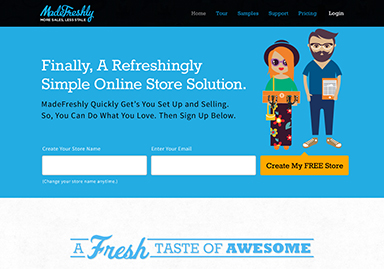 MadeFreshly
MORE SALES, LESS STALE
Home Tour Samples Support Pricing Login
Finally, A Refreshingly
Simple Online Store Solution.
MadeFreshly Quickly Get's You Set Up and Selling.
So, You Can Do What You Love. Then Sign Up Below.
Create Your Store Name Enter Your Email
Create My FREE Store
(Change your store name anytime.)
A Fresh TASTE OF AWESOME